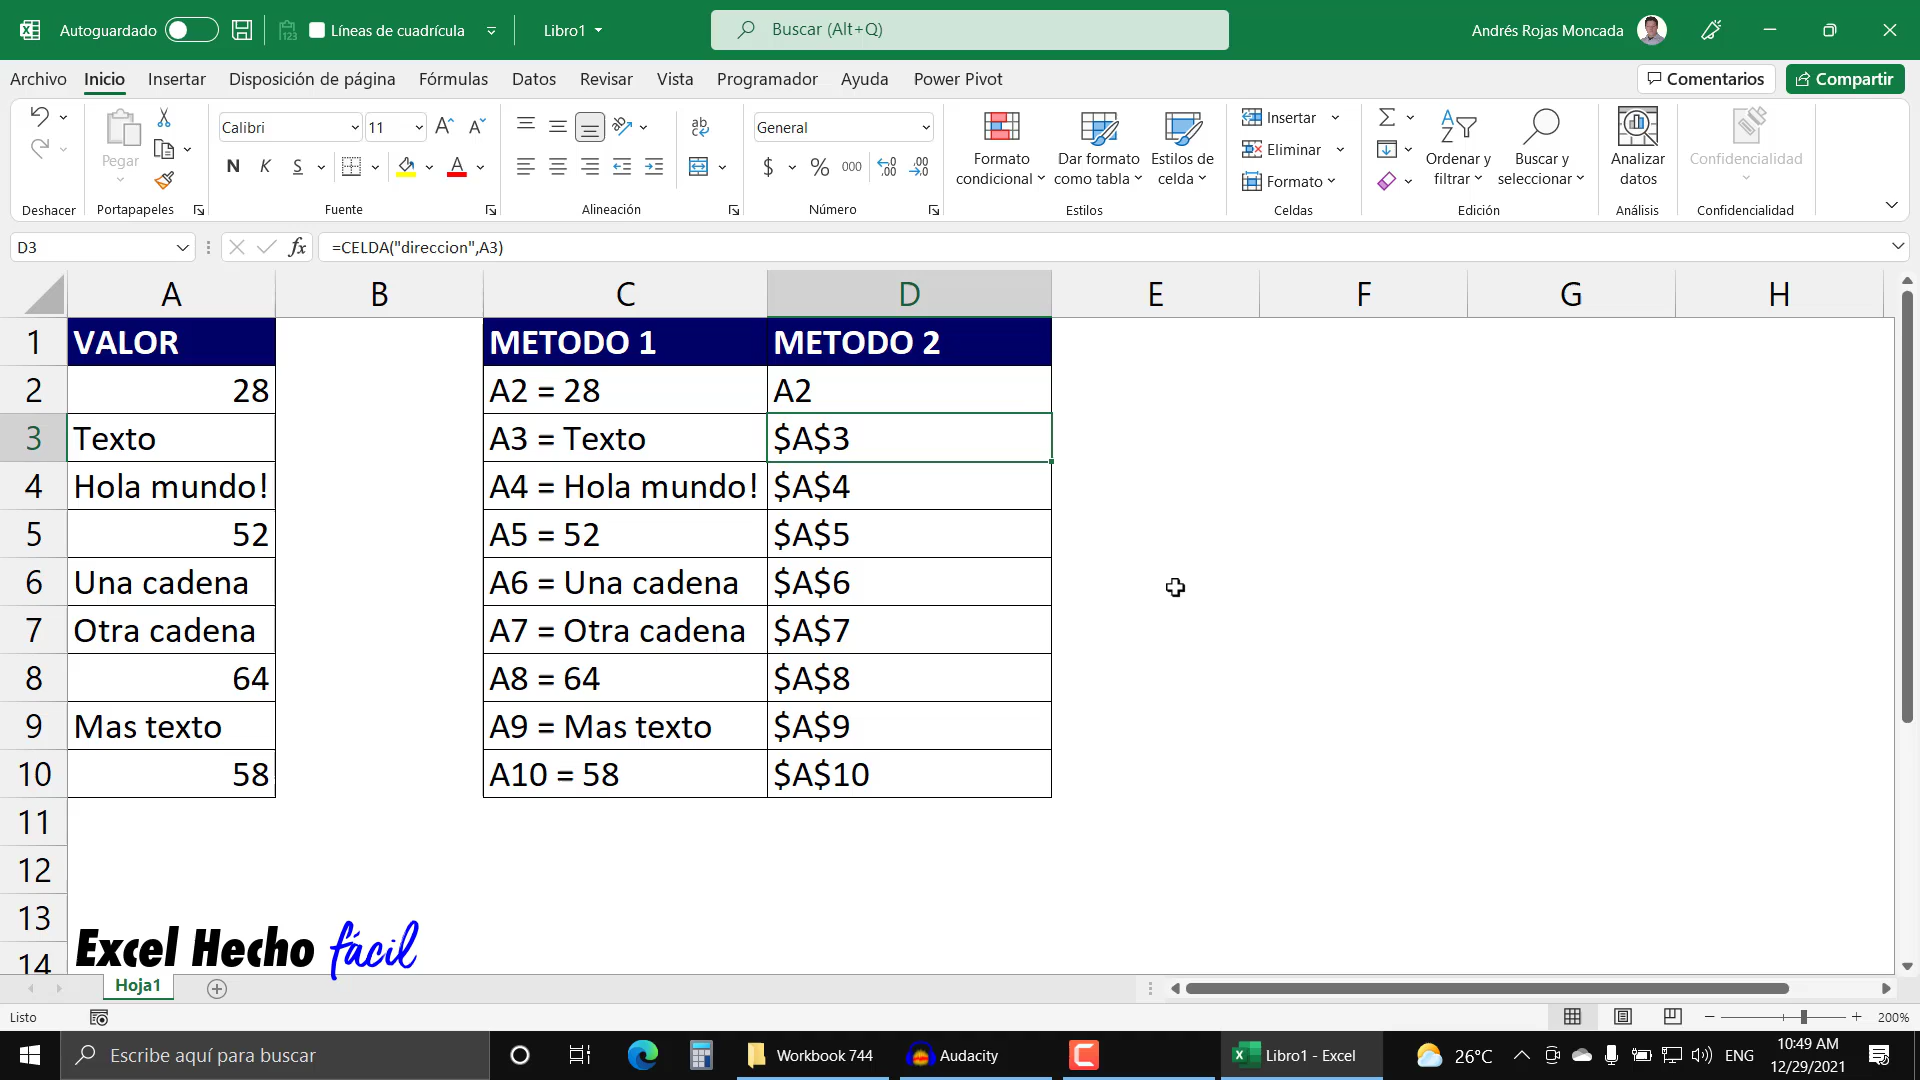 Autoguardado Líneas de cuadrícula Libro1 Buscar (Alt+Q) Andrés Rojas Moncada
Archivo Inicio Insertar Disposición de página Fórmulas Datos Revisar Vista Programador Ayuda Power Pivot Comentarios Compartir
Pegar
Calibri 11
N K S
General
$ % 000
Formato condicional
Dar formato como tabla
Estilos de celda
Insertar
Eliminar
Formato
Ordenar y filtrar
Buscar y seleccionar
Analizar datos
Confidencialidad
Deshacer Portapapeles Fuente Alineación Número Estilos Celdas Edición Análisis Confidencialidad
D3 fx =CELDA("direccion",A3)
A B C D E F G H
1 VALOR METODO 1 METODO 2
2 28 A2 = 28 A2
3 Texto A3 = Texto $A$3
4 Hola mundo! A4 = Hola mundo! $A$4
5 52 A5 = 52 $A$5
6 Una cadena A6 = Una cadena $A$6
7 Otra cadena A7 = Otra cadena $A$7
8 64 A8 = 64 $A$8
9 Mas texto A9 = Mas texto $A$9
10 58 A10 = 58 $A$10
11
12
13
14
Excel Hecho fácil
Hoja1
Listo 200%
Escribe aquí para buscar Workbook 744 Audacity Libro1 - Excel 26°C ENG 10:49 AM
12/29/2021